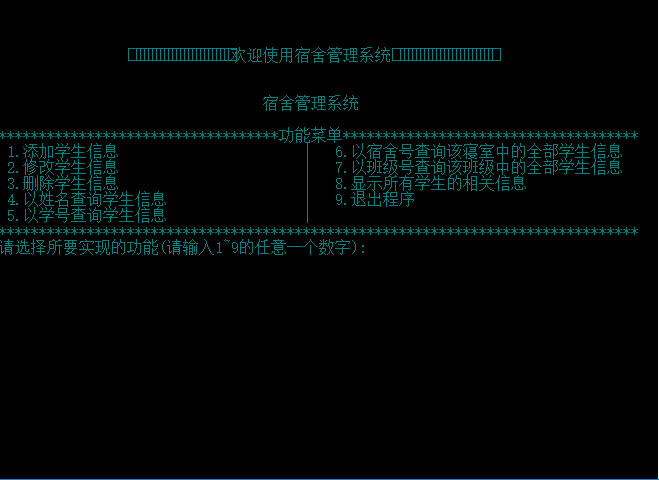 欢迎使用宿舍管理系统
宿舍管理系统
***********************************功能菜单*************************************
1.添加学生信息 | 6.以宿舍号查询该寝室中的全部学生信息
2.修改学生信息 | 7.以班级号查询该班级中的全部学生信息
3.删除学生信息 | 8.显示所有学生的相关信息
4.以姓名查询学生信息 | 9.退出程序
5.以学号查询学生信息 |
********************************************************************************
请选择所要实现的功能(请输入1~9的任意一个数字):